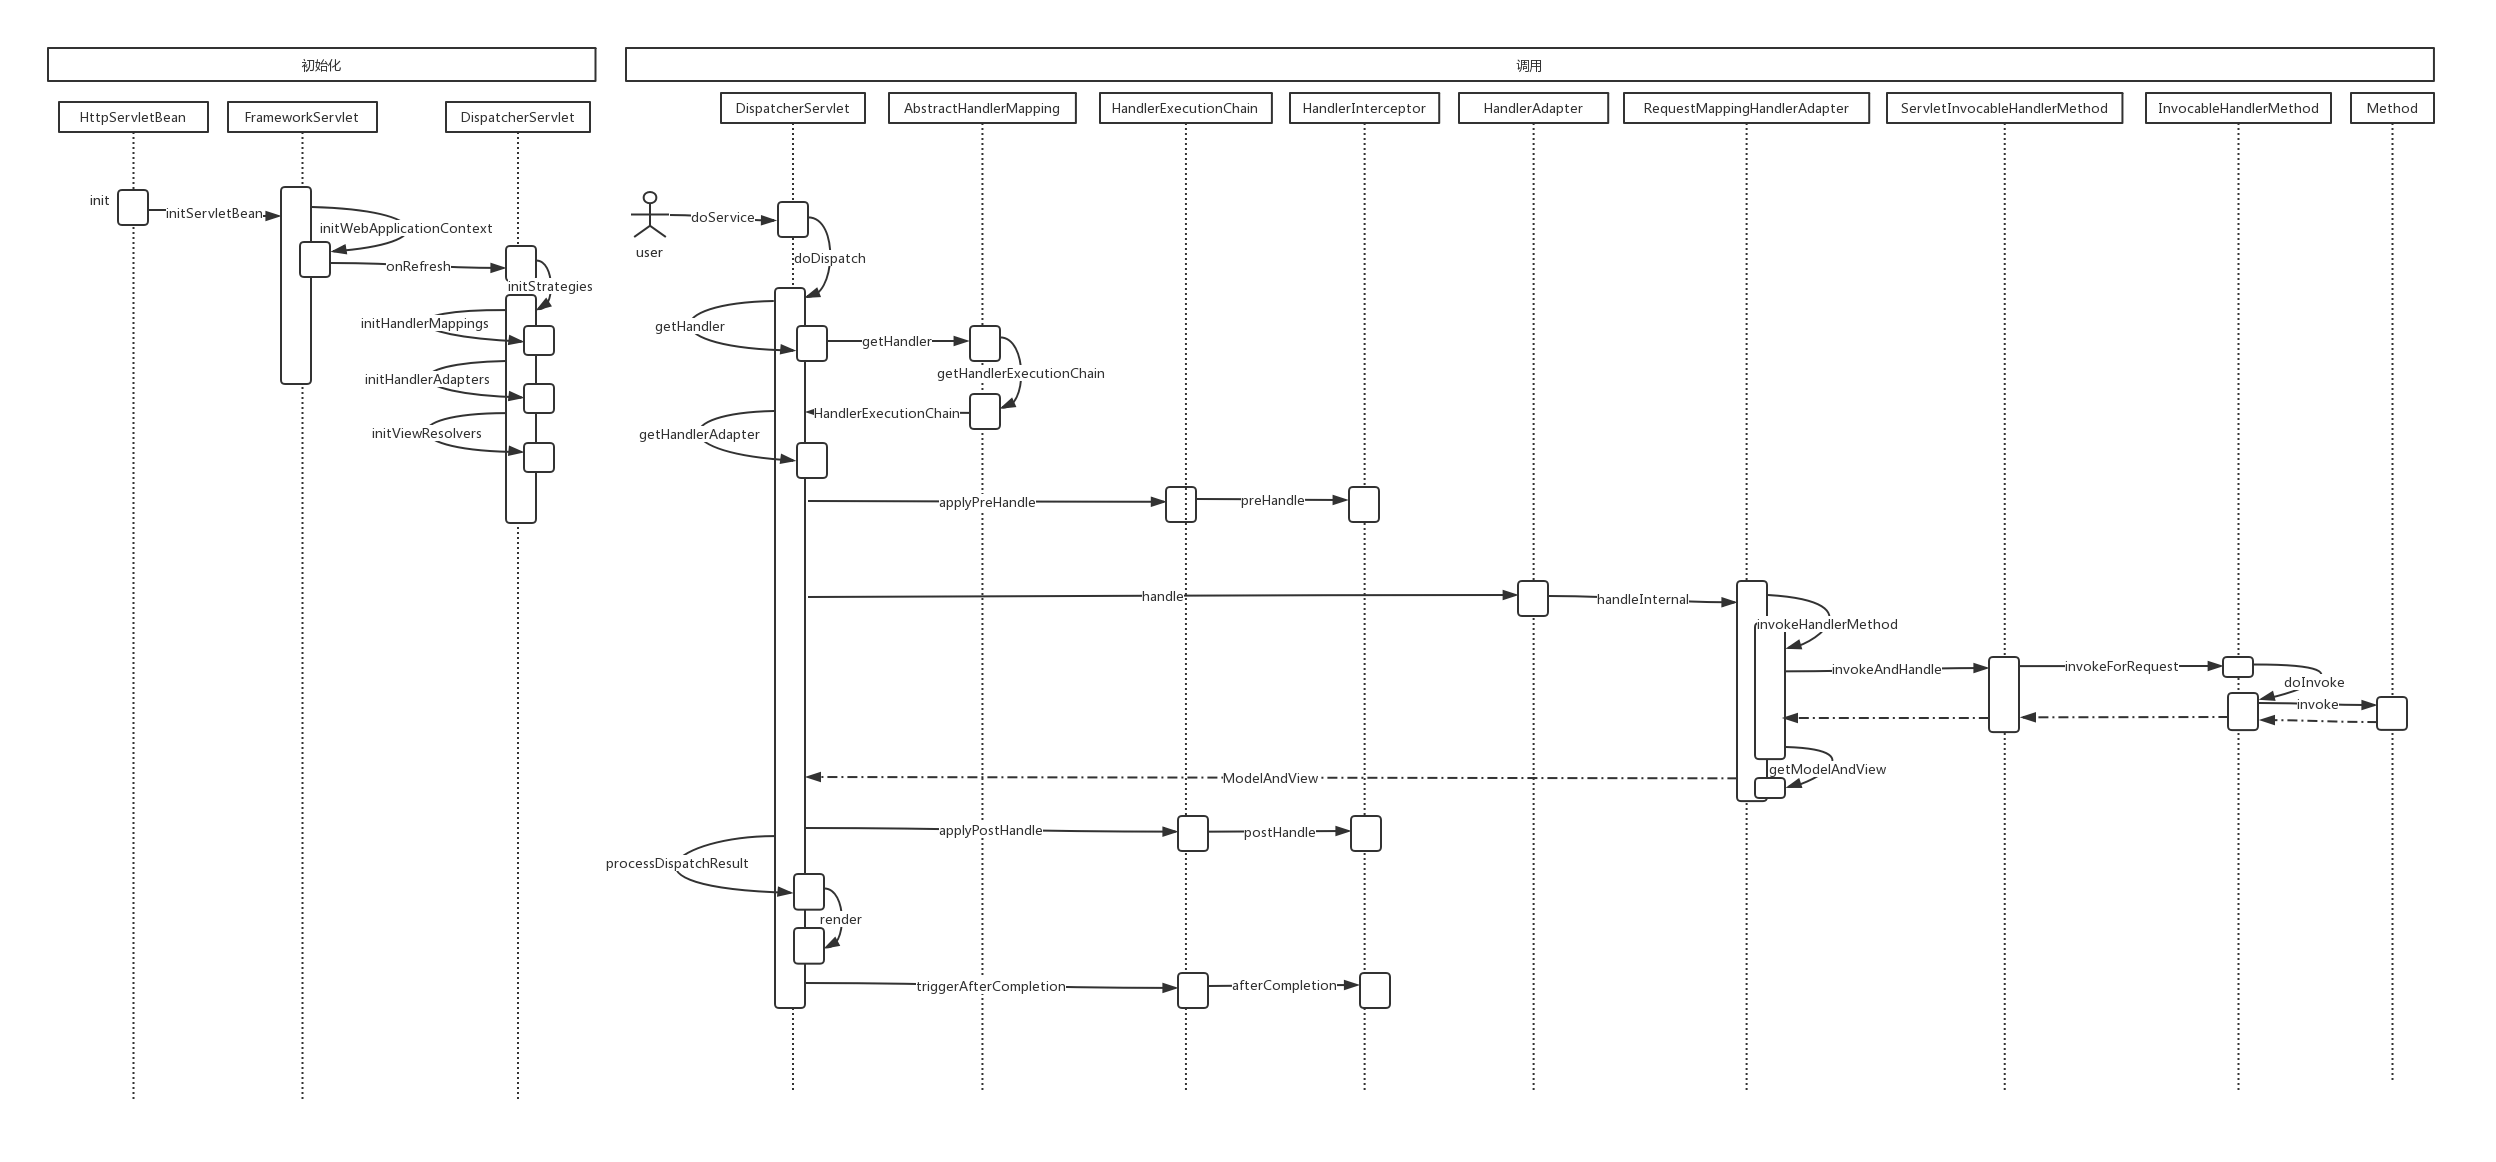 初始化
调用
HttpServletBean
FrameworkServlet
DispatcherServlet
DispatcherServlet
AbstractHandlerMapping
HandlerExecutionChain
HandlerInterceptor
HandlerAdapter
RequestMappingHandlerAdapter
ServletInvocableHandlerMethod
InvocableHandlerMethod
Method
init
initServletBean
initWebApplicationContext
onRefresh
initStrategies
initHandlerMappings
initHandlerAdapters
initViewResolvers
user
doService
doDispatch
getHandler
getHandler
getHandlerExecutionChain
HandlerExecutionChain
getHandlerAdapter
applyPreHandle
preHandle
handle
handleInternal
invokeHandlerMethod
invokeAndHandle
invokeForRequest
doInvoke
invoke
getModelAndView
ModelAndView
applyPostHandle
postHandle
processDispatchResult
render
triggerAfterCompletion
afterCompletion